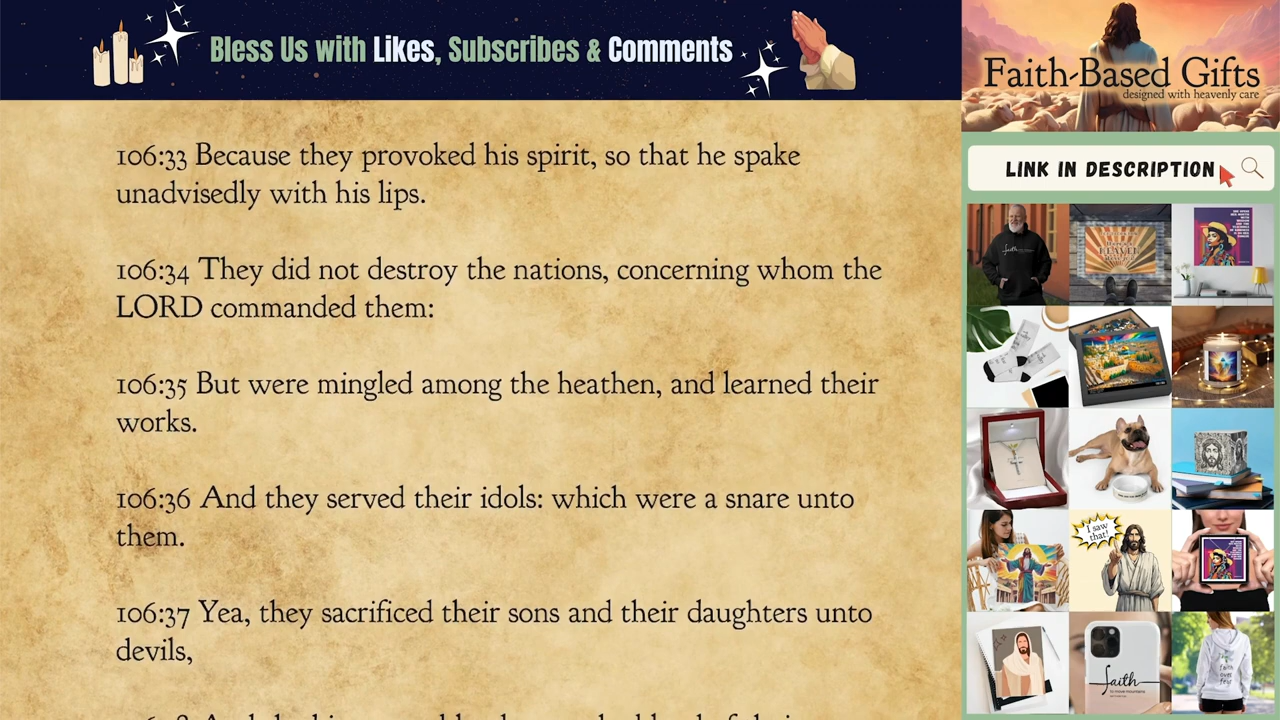 Bless Us with Likes, Subscribes & Comments
106:33 Because they provoked his spirit, so that he spake
unadvisedly with his lips.
106:34 They did not destroy the nations, concerning whom the
LORD commanded them:
106:35 But were mingled among the heathen, and learned their
works.
106:36 And they served their idols: which were a snare unto
them.
106:37 Yea, they sacrificed their sons and their daughters unto
devils,
Faith-Based Gifts
designed with heavenly care
LINK IN DESCRIPTION
faith
I saw
that!
faith
faith
over
fear